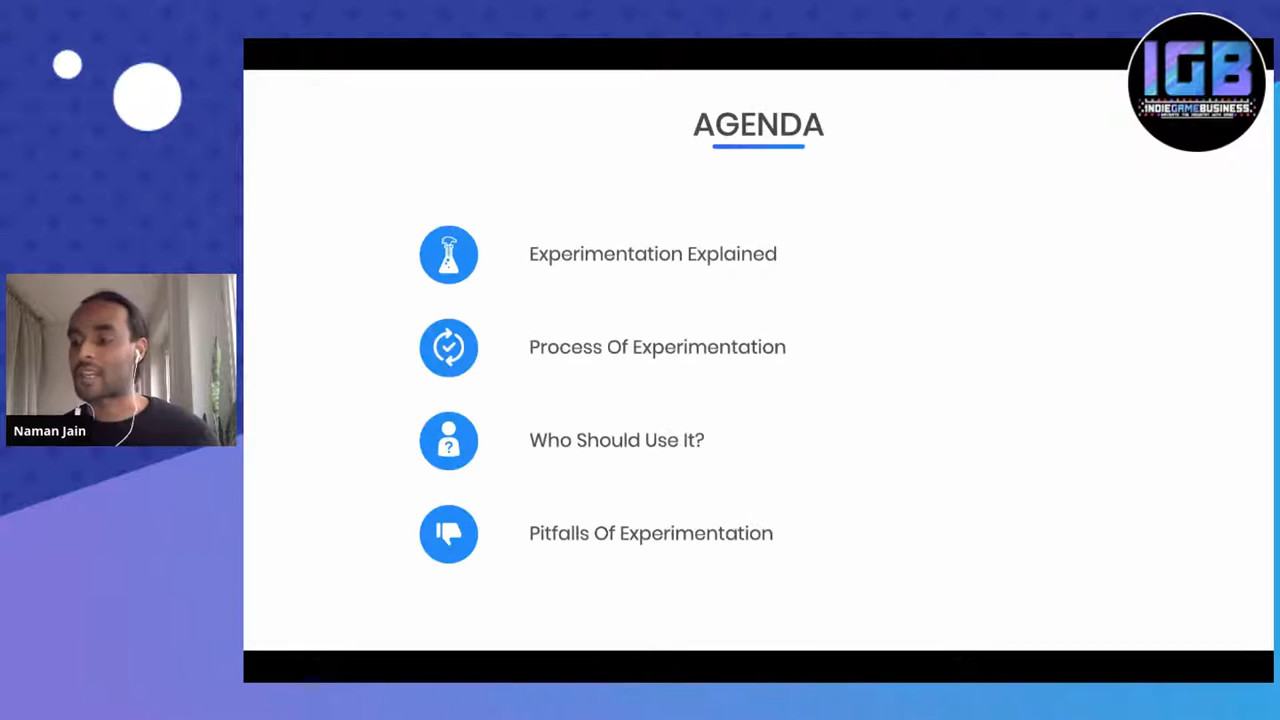 IGB
INDIEGAMEBUSINESS
AGENDA
Experimentation Explained
Process Of Experimentation
Who Should Use It?
?
Pitfalls Of Experimentation
Naman Jain